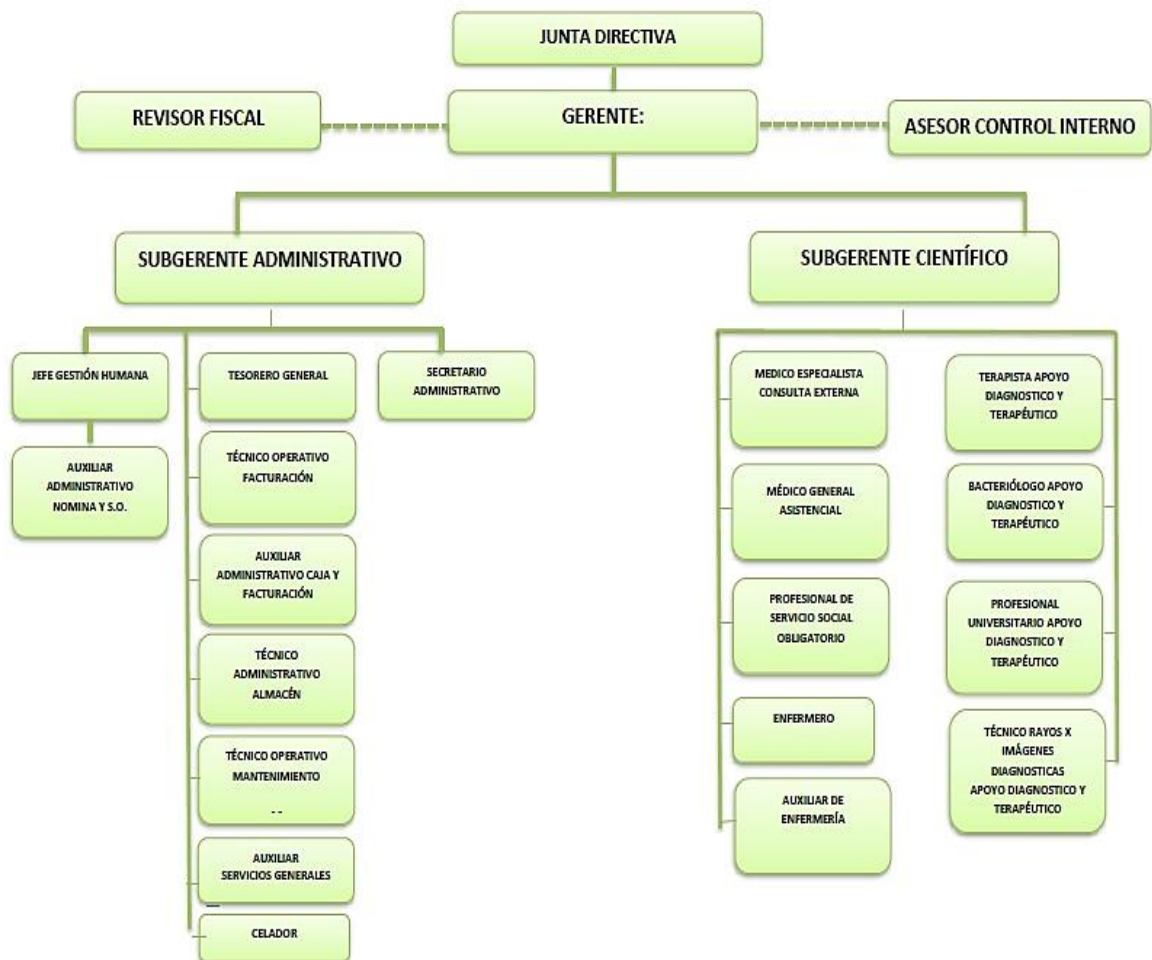 JUNTA DIRECTIVA
REVISOR FISCAL
GERENTE:
ASESOR CONTROL INTERNO
SUBGERENTE ADMINISTRATIVO
SUBGERENTE CIENTÍFICO
JEFE GESTIÓN HUMANA
AUXILIAR
ADMINISTRATIVO
NOMINA Y S.O.
TESORERO GENERAL
TÉCNICO OPERATIVO
FACTURACIÓN
AUXILIAR
ADMINISTRATIVO CAJA Y
FACTURACIÓN
TÉCNICO
ADMINISTRATIVO
ALMACÉN
TÉCNICO OPERATIVO
MANTENIMIENTO
- -
AUXILIAR
SERVICIOS GENERALES
CELADOR
SECRETARIO
ADMINISTRATIVO
MEDICO ESPECIALISTA
CONSULTA EXTERNA
MÉDICO GENERAL
ASISTENCIAL
PROFESIONAL DE
SERVICIO SOCIAL
OBLIGATORIO
ENFERMERO
AUXILIAR DE
ENFERMERÍA
TERAPISTA APOYO
DIAGNOSTICO Y
TERAPÉUTICO
BACTERIÓLOGO APOYO
DIAGNOSTICO Y
TERAPÉUTICO
PROFESIONAL
UNIVERSITARIO APOYO
DIAGNOSTICO Y
TERAPÉUTICO
TÉCNICO RAYOS X
IMÁGENES
DIAGNOSTICAS
APOYO DIAGNOSTICO Y
TERAPÉUTICO